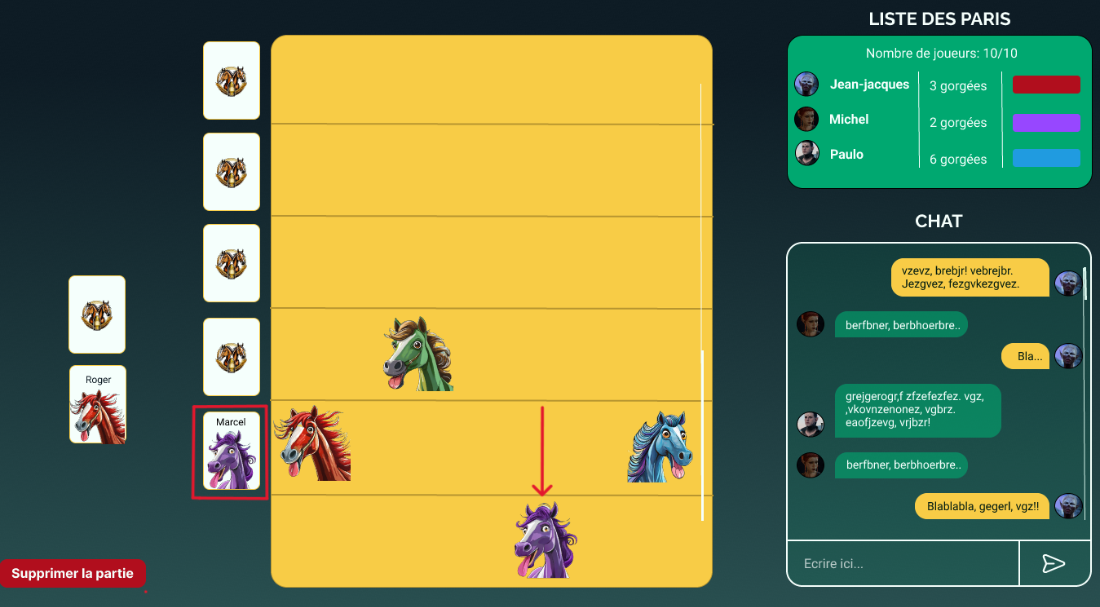 LISTE DES PARIS
Nombre de joueurs: 10/10
Jean-jacques 3 gorgées
Michel 2 gorgées
Paulo 6 gorgées
CHAT
vzevz, brebjr! vebrejbr.
Jezgvez, fezgvkezgvez.
berfbner, berbhoerbre..
Bla...
grejgerogr,f zfzefezfez. vgz,
,vkovnzenonez, vgbrz.
eaofjzevg, vrjbzr!
berfbner, berbhoerbre..
Blablabla, gegerl, vgz!!
Ecrire ici...
Roger
Marcel
Supprimer la partie